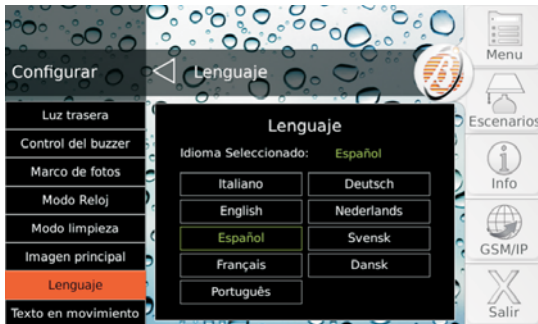 Configurar
Lenguaje
Menu
Escenarios
Info
GSM/IP
Salir
Luz trasera
Control del buzzer
Marco de fotos
Modo Reloj
Modo limpieza
Imagen principal
Lenguaje
Texto en movimiento
Lenguaje
Idioma Seleccionado: Español
Italiano Deutsch
English Nederlands
Español Svensk
Français Dansk
Português